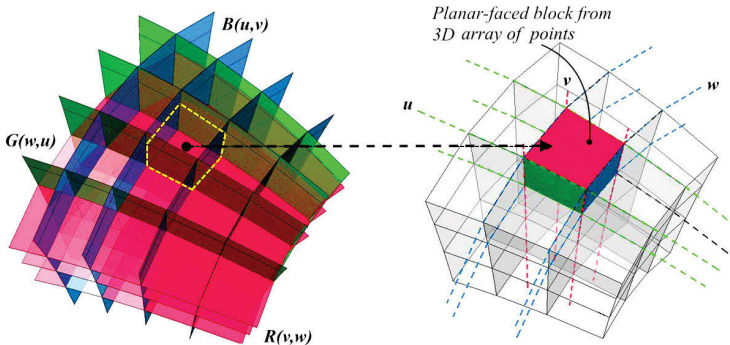 B(u,v)
G(w,u)
R(v,w)
Planar-faced block from
3D array of points
v
w
u